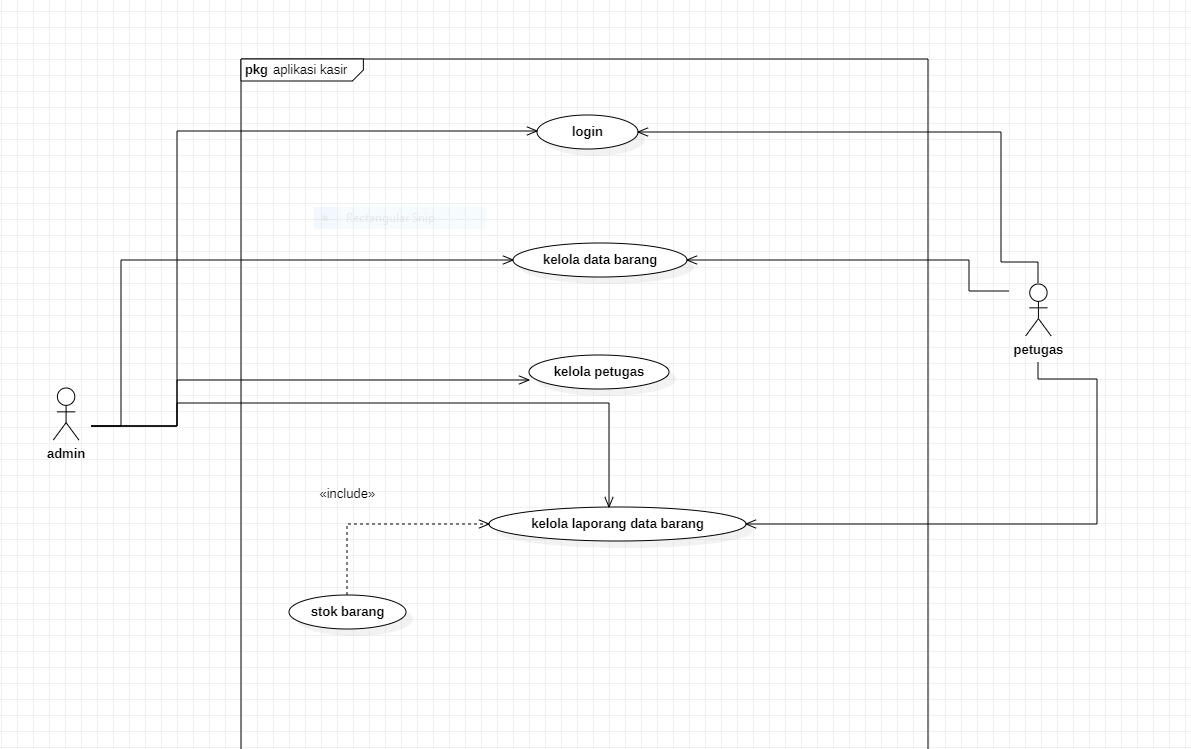 pkg aplikasi kasir
login
Rectangular Snip
kelola data barang
petugas
kelola petugas
admin
«include»
kelola laporang data barang
stok barang